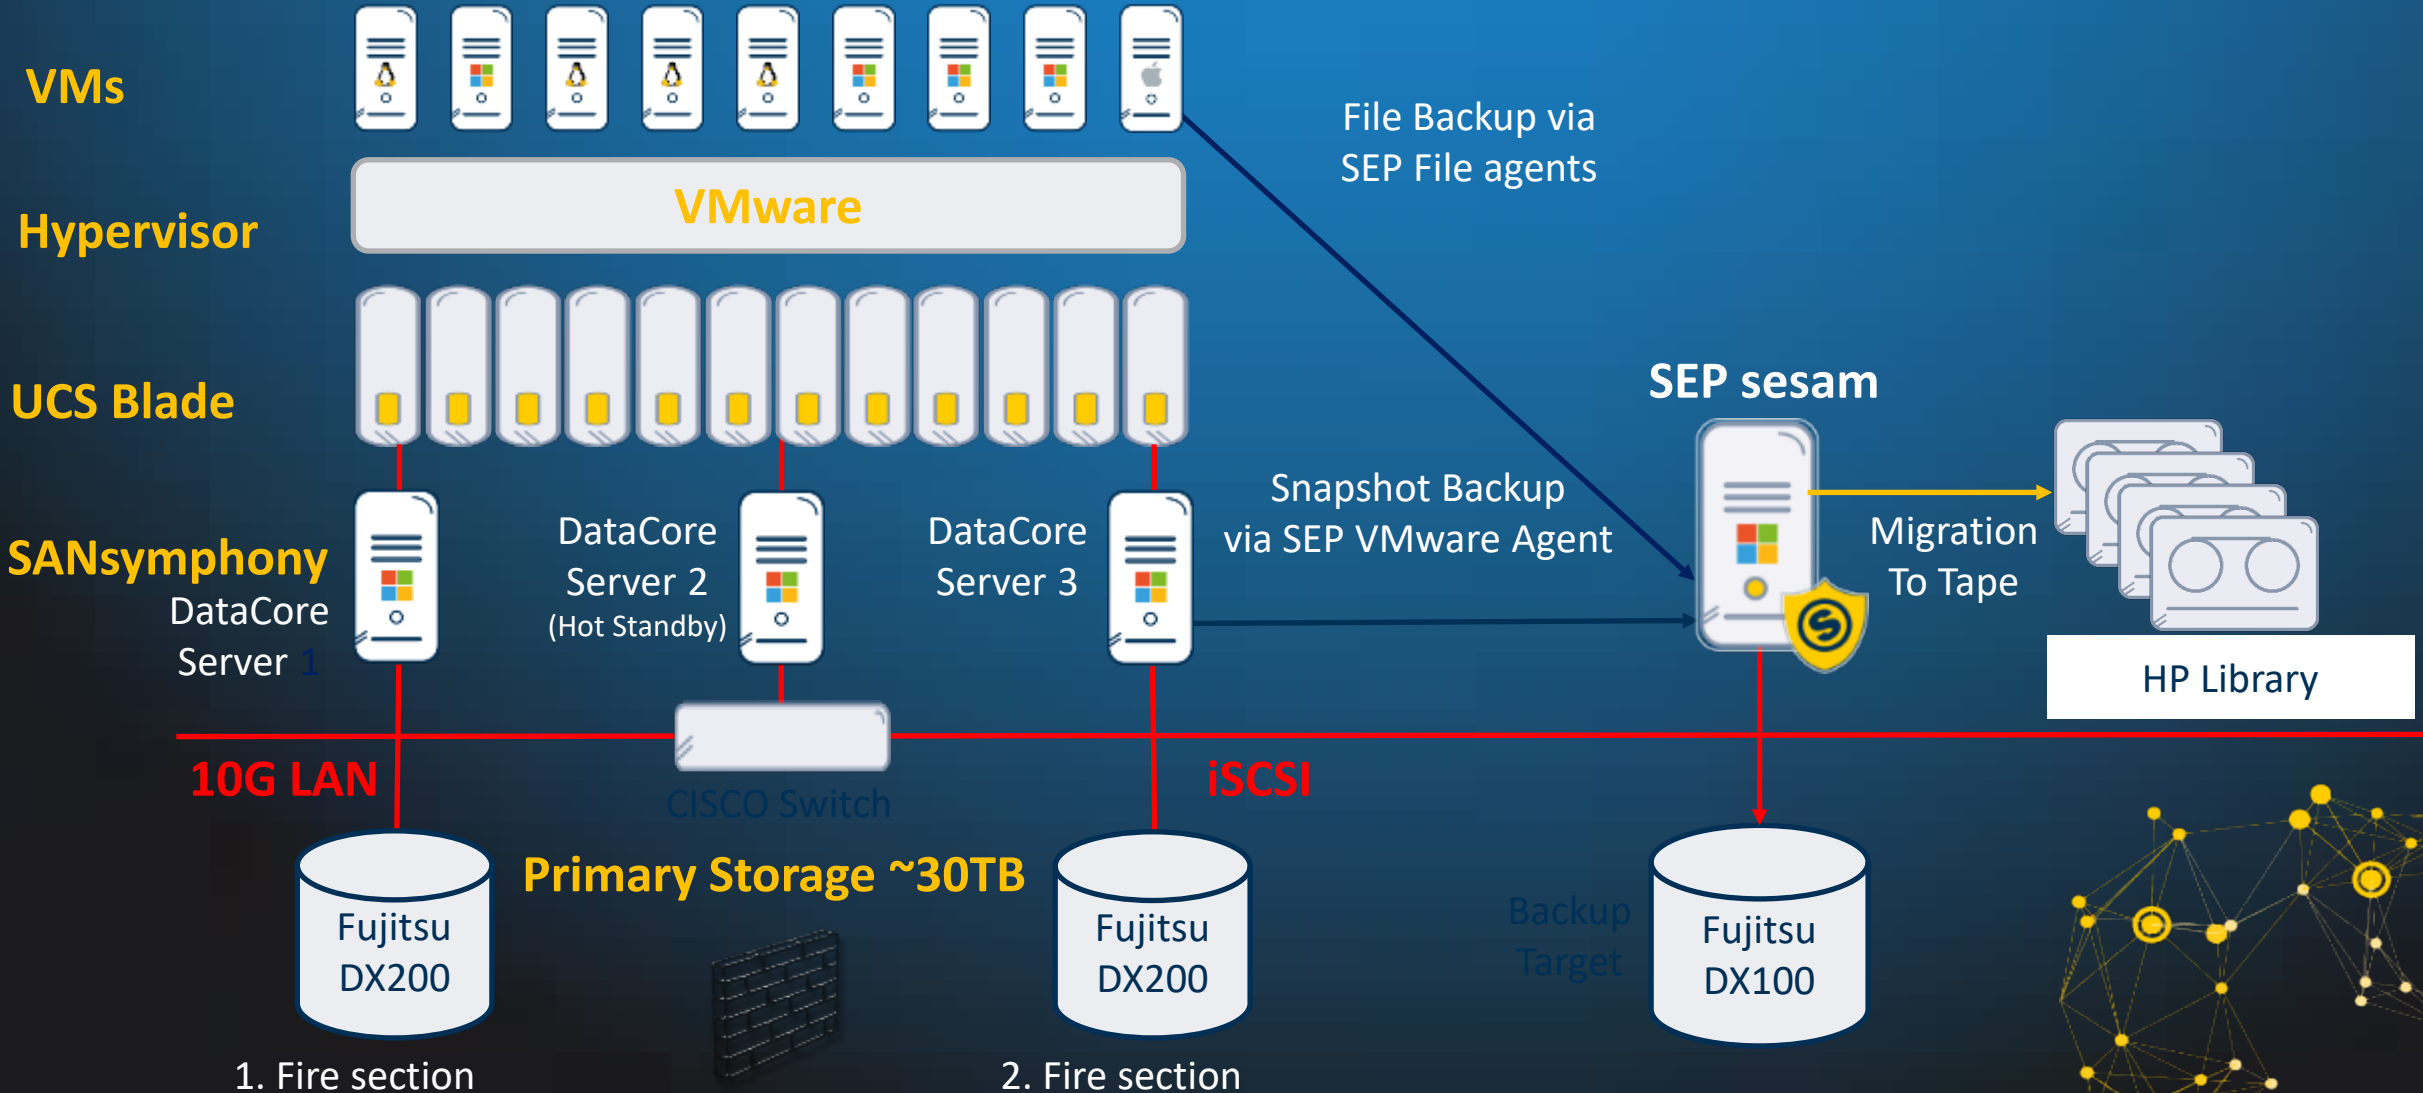 VMs
File Backup via
SEP File agents
VMware
Hypervisor
UCS Blade
SEP sesam
Snapshot Backup
via SEP VMware Agent
SANsymphony
DataCore
Server 1
DataCore
Server 2
(Hot Standby)
DataCore
Server 3
Migration
To Tape
HP Library
10G LAN
CISCO Switch
iSCSI
Primary Storage ~30TB
Fujitsu
DX200
Fujitsu
DX200
Backup
Target
Fujitsu
DX100
1. Fire section
2. Fire section